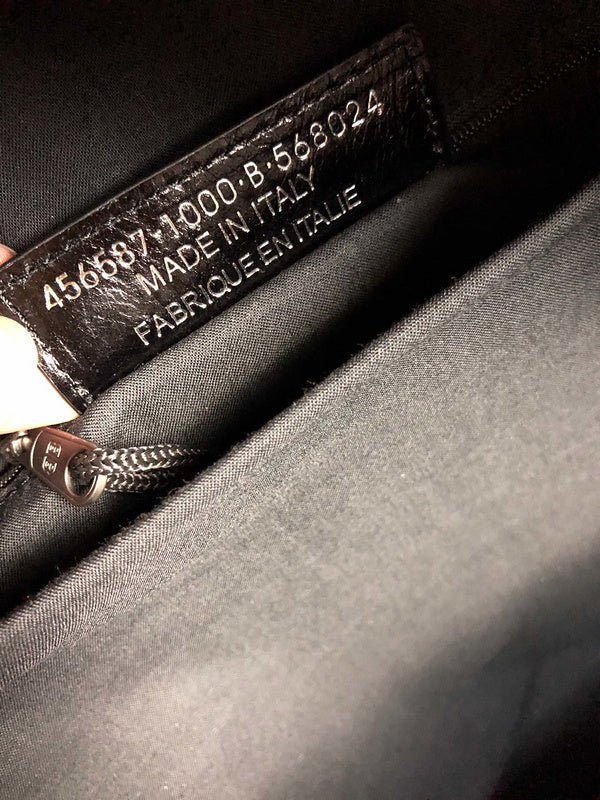 456587·1000·B·568024
MADE IN ITALY
FABRIQUE EN ITALIE